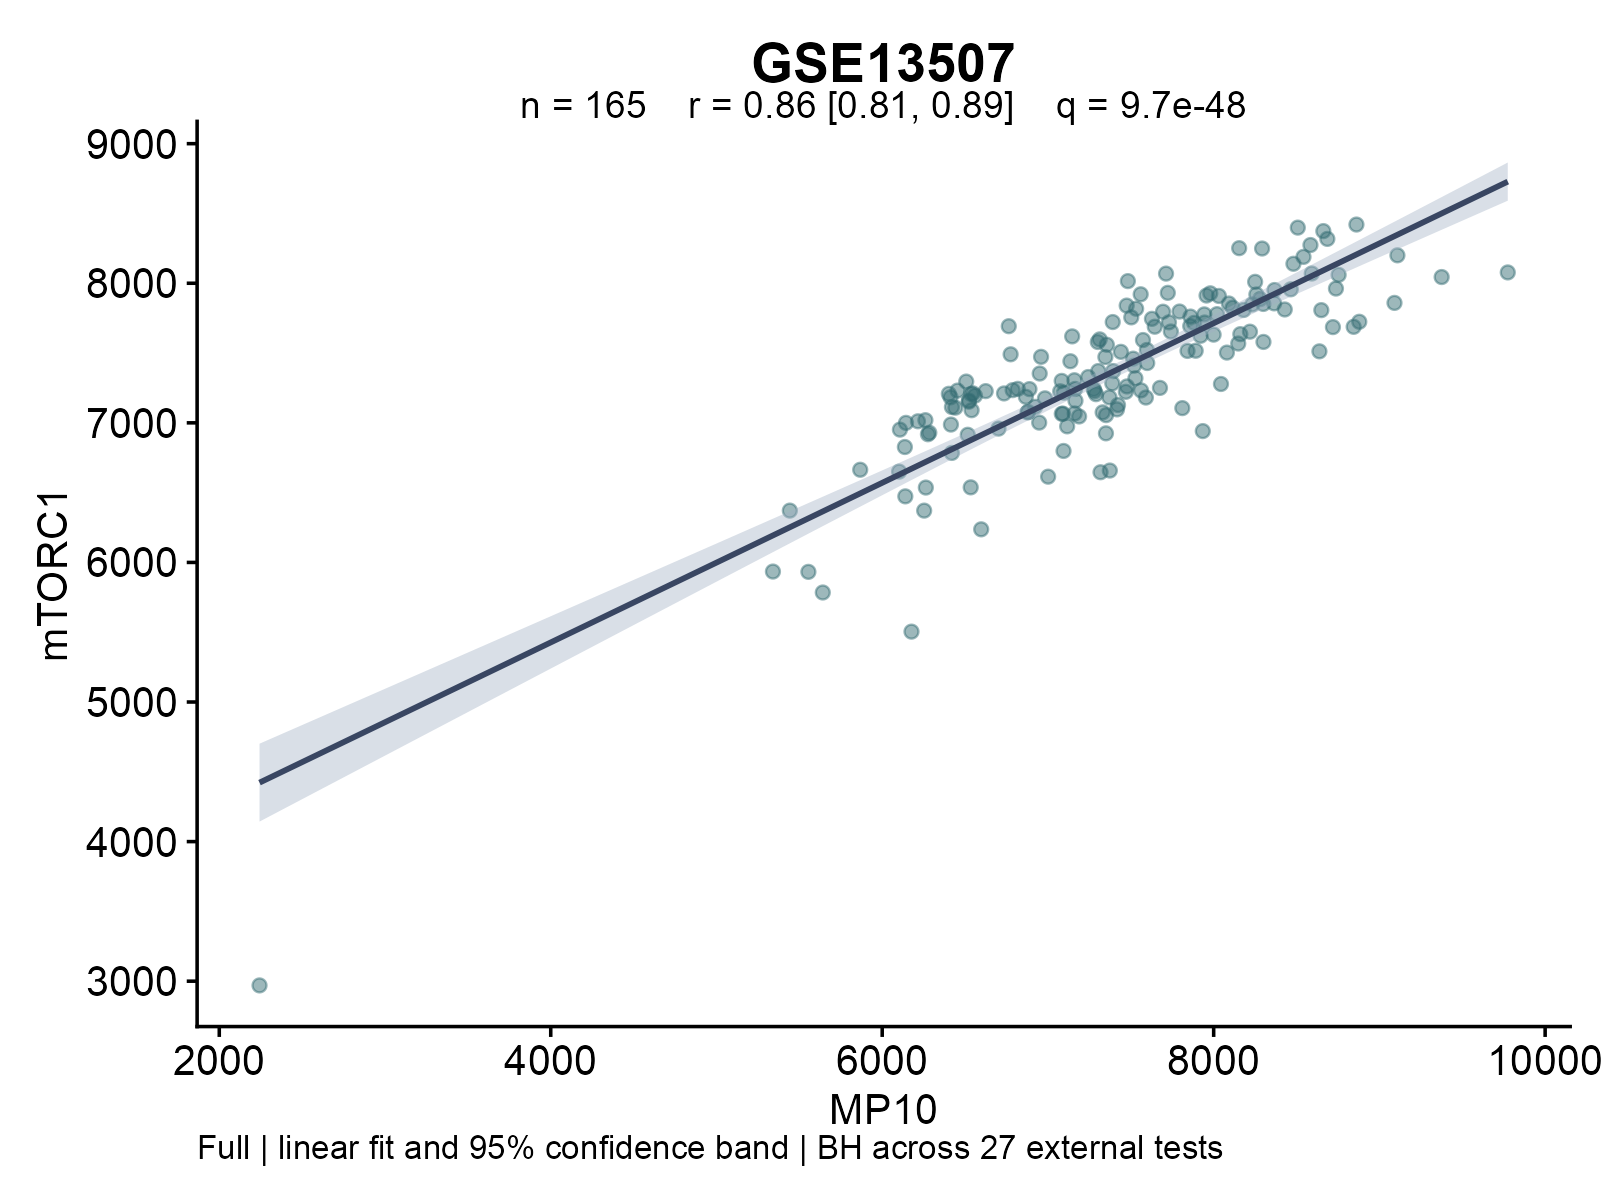 GSE13507
n = 165 r = 0.86 [0.81, 0.89] q = 9.7e-48
9000
8000
7000
6000
5000
4000
3000
mTORC1
2000 4000 6000 8000 10000
MP10
Full | linear fit and 95% confidence band | BH across 27 external tests